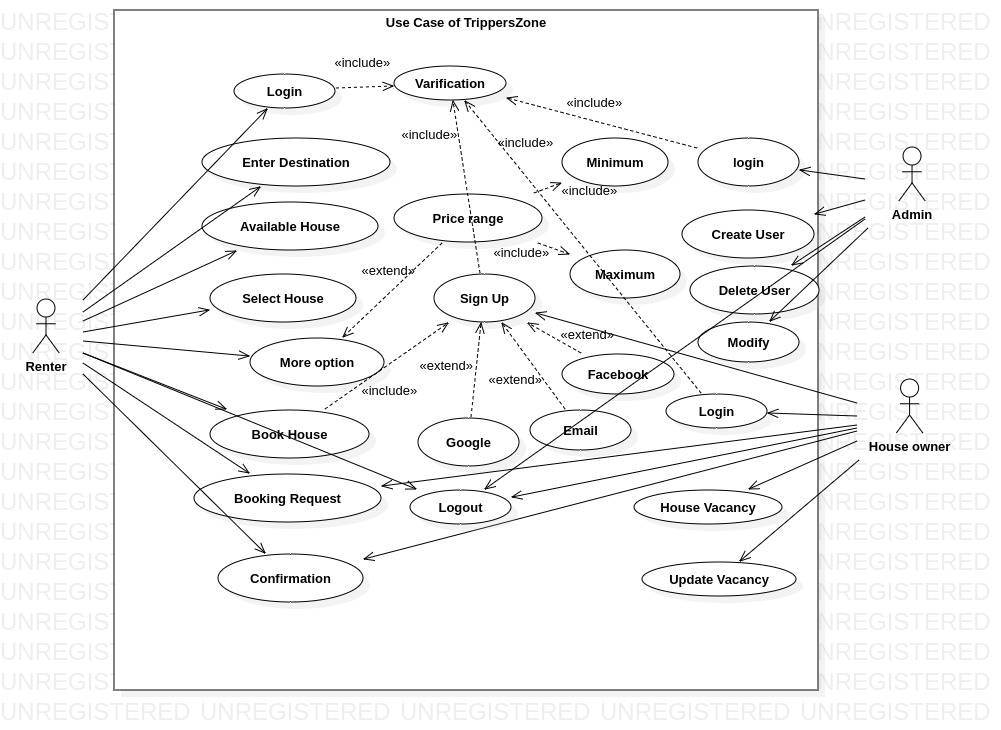 Use Case of TrippersZone
«include»
Login
Varification
«include»
«include»
«include»
Enter Destination
Minimum
login
«include»
Admin
Available House
Price range
Create User
«include»
«extend»
Maximum
Delete User
Select House
Sign Up
Renter
More option
«extend»
Modify
«extend»
Facebook
«extend»
«include»
Login
Book House
Google
Email
House owner
Booking Request
Logout
House Vacancy
Confirmation
Update Vacancy
UNREGISTERED UNREGISTERED UNREGISTERED UNREGISTERED UNREGISTERED